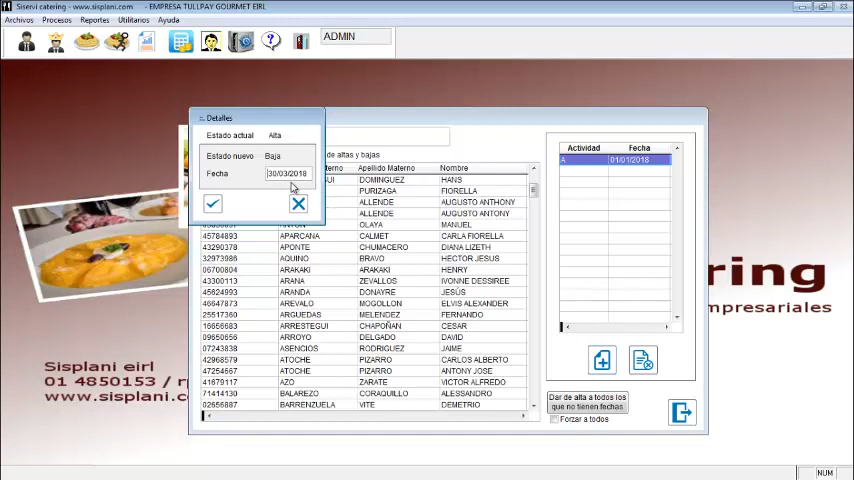 Siservi catering - www.sisplani.com - EMPRESA TULLPAY GOURMET EIRL
Archivos Procesos Reportes Utilitarios Ayuda
ADMIN
:: Detalles
Estado actual Alta
Estado nuevo Baja
Fecha 30/03/2018
de altas y bajas
terno Apellido Materno Nombre
GUI DOMINGUEZ HANS
PURIZAGA FIORELLA
ALLENDE AUGUSTO ANTHONY
ALLENDE AUGUSTO ANTONY
OLAYA MANUEL
45784893 APARCANA CALMET CARLA FIORELLA
43290378 APONTE CHUMACERO DIANA LIZETH
32973986 AQUINO BRAVO HECTOR JESUS
06700804 ARAKAKI ARAKAKI HENRY
43300113 ARANA ZEVALLOS IVONNE DESSIREE
45624993 ARANDA DONAYRE JESÚS
46647873 AREVALO MOGOLLON ELVIS ALEXANDER
25560311 ARGUEDAS MELENDEZ FERNANDO
16656683 ARRESTEGUI CHAPOÑAN CESAR
09650656 ARROYO DELGADO DAVID
07243838 ASENCIOS RODRIGUEZ JAIME
42968579 ATOCHE PIZARRO CARLOS ALBERTO
47254667 ATOCHE PIZARRO ANTONY JOSE
41679117 AZO ZARATE VICTOR ALFREDO
71414130 BALAREZO CORAQUILLO ALESSANDRO
02656887 BARRENZUELA VITE DEMETRIO
Actividad Fecha
A 01/01/2018
Dar de alta a todos los
que no tienen fechas
Forzar a todos
ring
mpresariales
Sisplani eirl
01 4850153 / r
www.sisplani.c
NUM